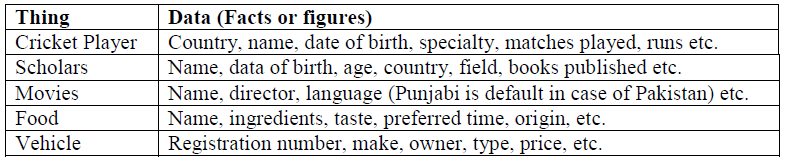 Thing Data (Facts or figures)
Cricket Player Country, name, date of birth, specialty, matches played, runs etc.
Scholars Name, data of birth, age, country, field, books published etc.
Movies Name, director, language (Punjabi is default in case of Pakistan) etc.
Food Name, ingredients, taste, preferred time, origin, etc.
Vehicle Registration number, make, owner, type, price, etc.